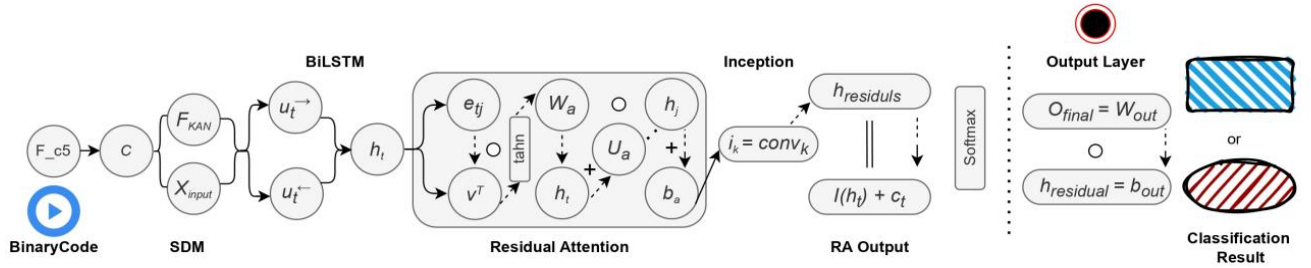 BiLSTM
Inception
Output Layer
F_c5
C
F_KAN
X_input
u_t→
u_t←
h_t
e_tj
v^T
tahn
W_a
h_t
U_a
h_j
+
+
b_a
i_k = conv_k
h_residuls
I(h_t) + c_t
Softmax
O_final = W_out
h_residual = b_out
or
BinaryCode
SDM
Residual Attention
RA Output
Classification
Result